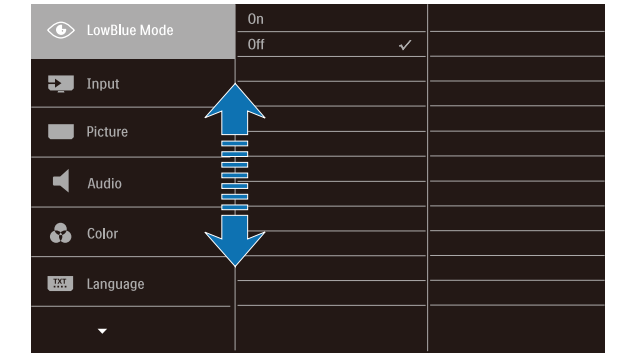 LowBlue Mode
On
Off
Input
Picture
Audio
Color
TXT
Language